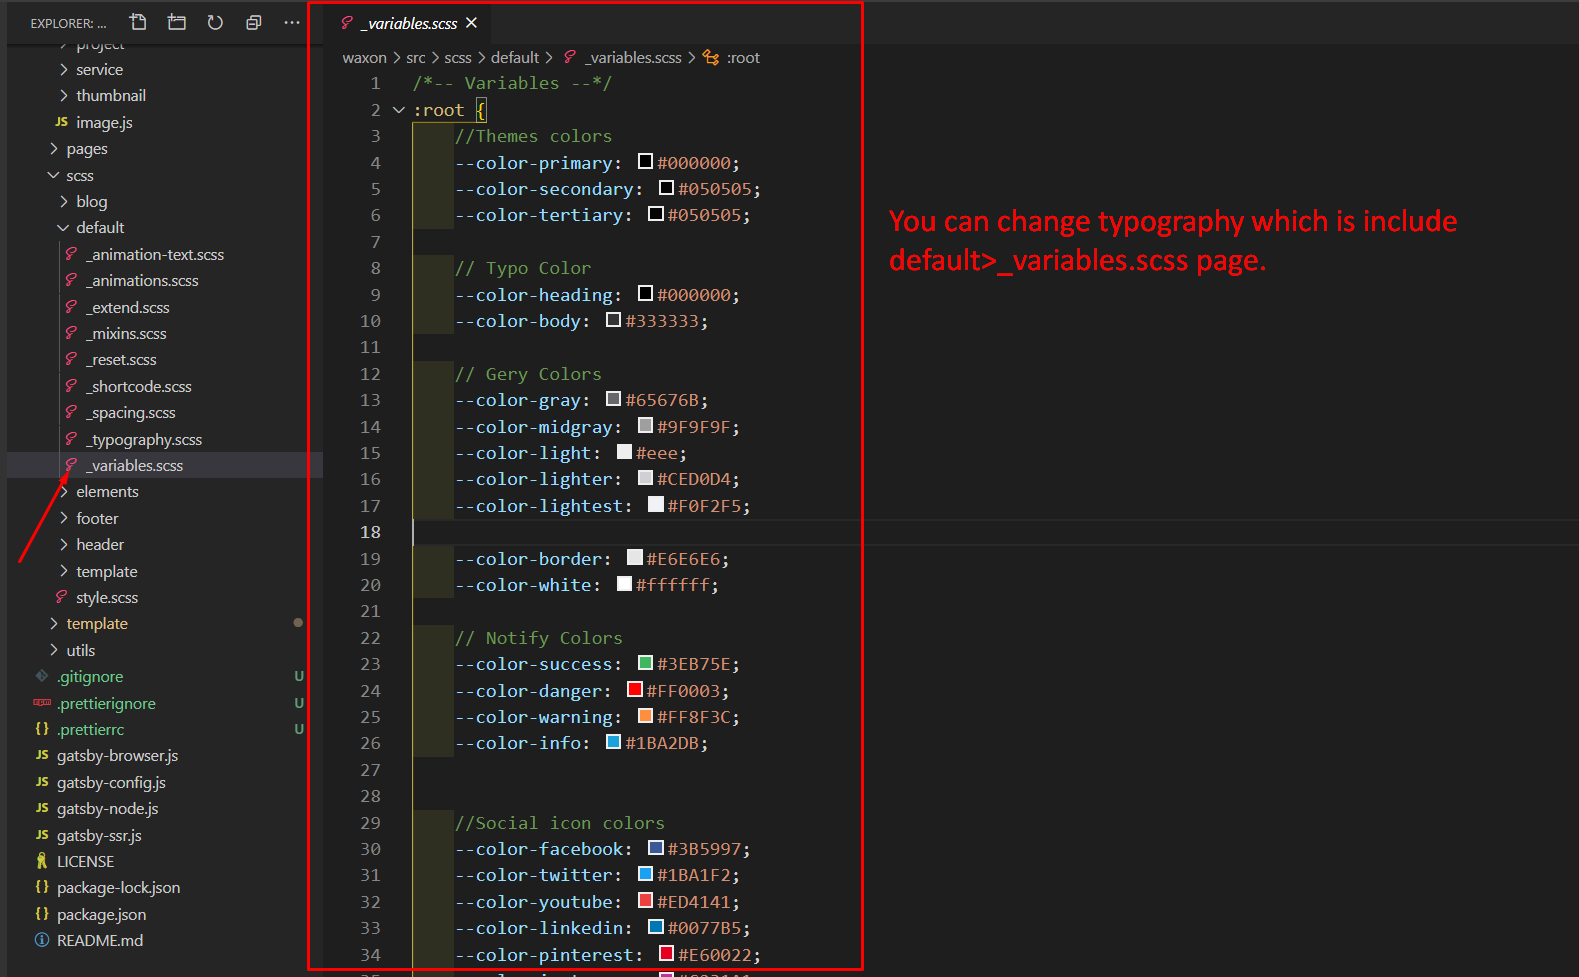 EXPLORER: ...
project
service
thumbnail
JS image.js
pages
scss
blog
default
_animation-text.scss
_animations.scss
_extend.scss
_mixins.scss
_reset.scss
_shortcode.scss
_spacing.scss
_typography.scss
_variables.scss
elements
footer
header
template
style.scss
template
utils
.gitignore U
.prettierignore U
{} .prettierrc U
JS gatsby-browser.js
JS gatsby-config.js
JS gatsby-node.js
JS gatsby-ssr.js
LICENSE
{} package-lock.json
{} package.json
README.md
_variables.scss
waxon > src > scss > default > _variables.scss > :root
1 /*-- Variables --*/
2 :root {
3 //Themes colors
4 --color-primary: #000000;
5 --color-secondary: #050505;
6 --color-tertiary: #050505;
7
8 // Typo Color
9 --color-heading: #000000;
10 --color-body: #333333;
11
12 // Gery Colors
13 --color-gray: #65676B;
14 --color-midgray: #9F9F9F;
15 --color-light: #eee;
16 --color-lighter: #CED0D4;
17 --color-lightest: #F0F2F5;
18
19 --color-border: #E6E6E6;
20 --color-white: #ffffff;
21
22 // Notify Colors
23 --color-success: #3EB75E;
24 --color-danger: #FF0003;
25 --color-warning: #FF8F3C;
26 --color-info: #1BA2DB;
27
28
29 //Social icon colors
30 --color-facebook: #3B5997;
31 --color-twitter: #1BA1F2;
32 --color-youtube: #ED4141;
33 --color-linkedin: #0077B5;
34 --color-pinterest: #E60022;
You can change typography which is include
default>_variables.scss page.